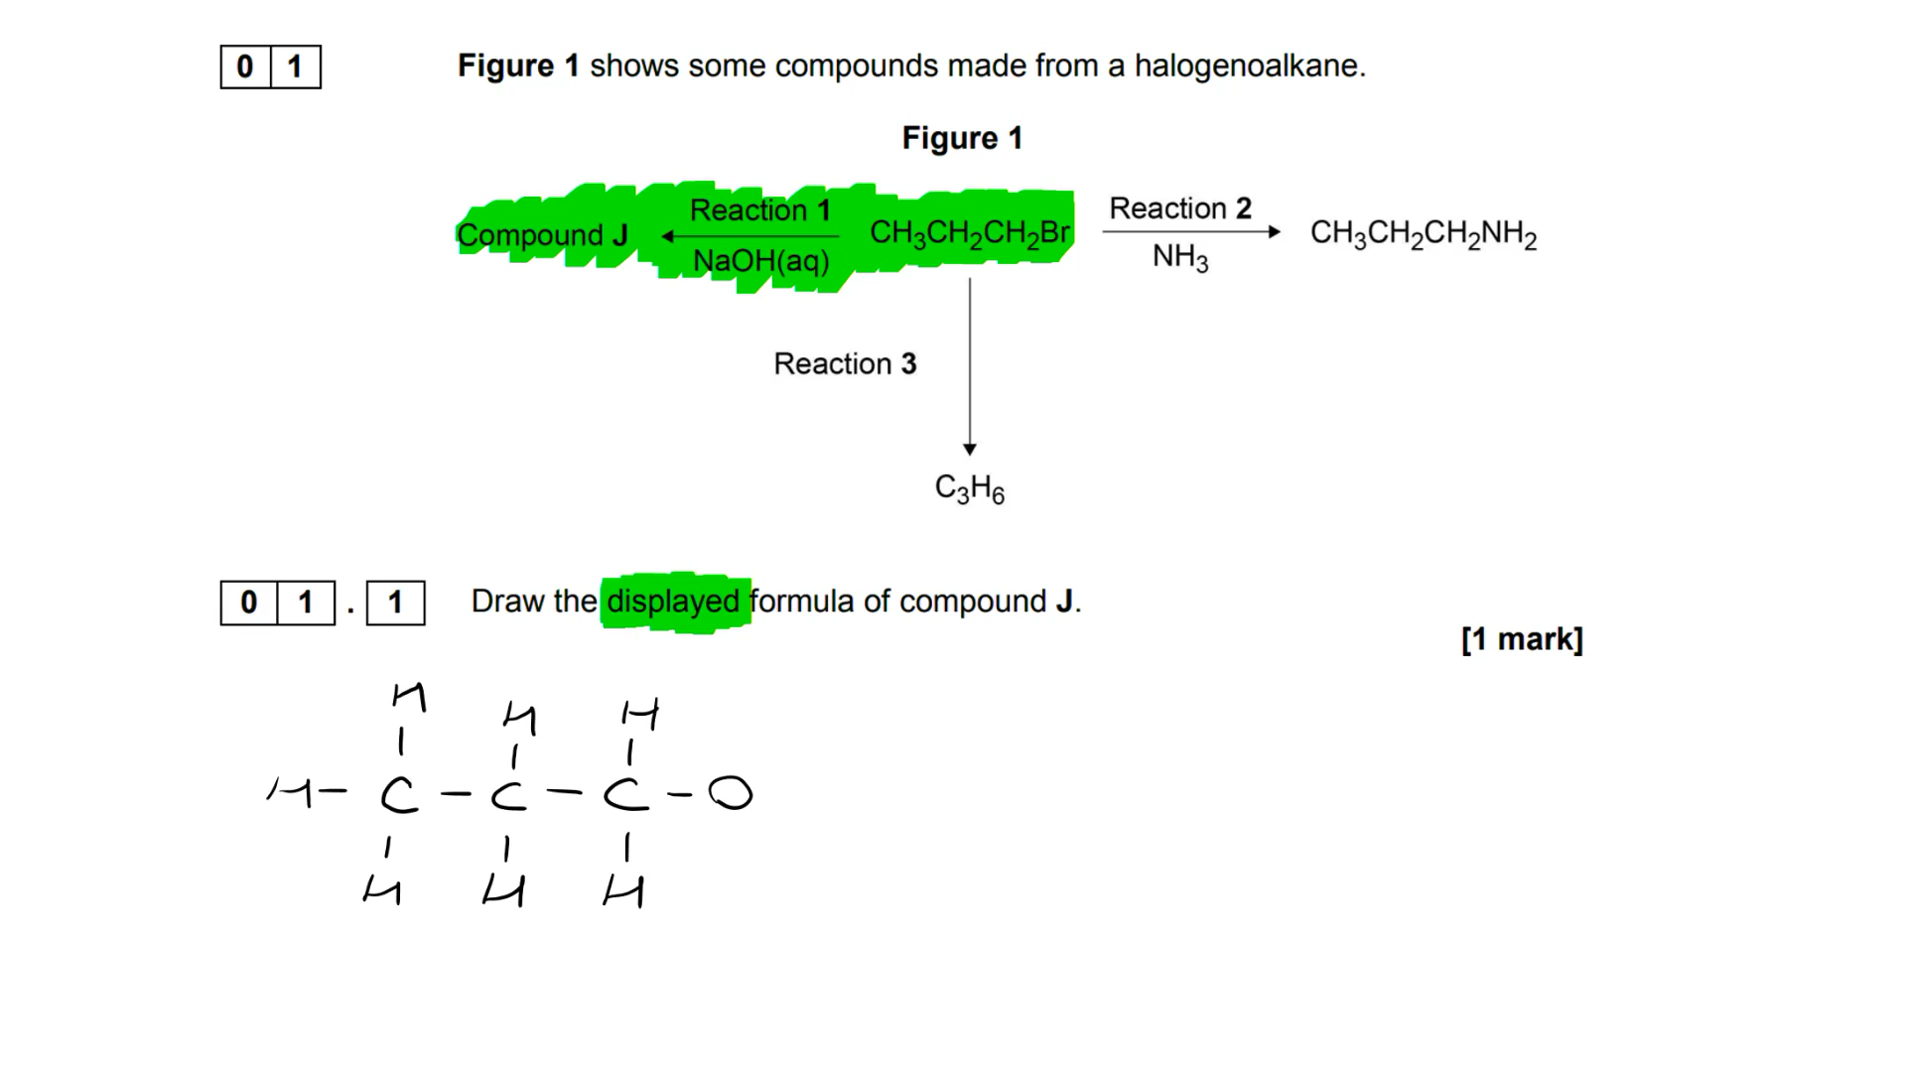 0 1 Figure 1 shows some compounds made from a halogenoalkane.
Figure 1
Compound J Reaction 1 NaOH(aq) CH₃CH₂CH₂Br Reaction 2 NH₃ CH₃CH₂CH₂NH₂
Reaction 3
C₃H₆
0 1 . 1 Draw the displayed formula of compound J.
[1 mark]
H H H
H – C – C – C – O
H H H